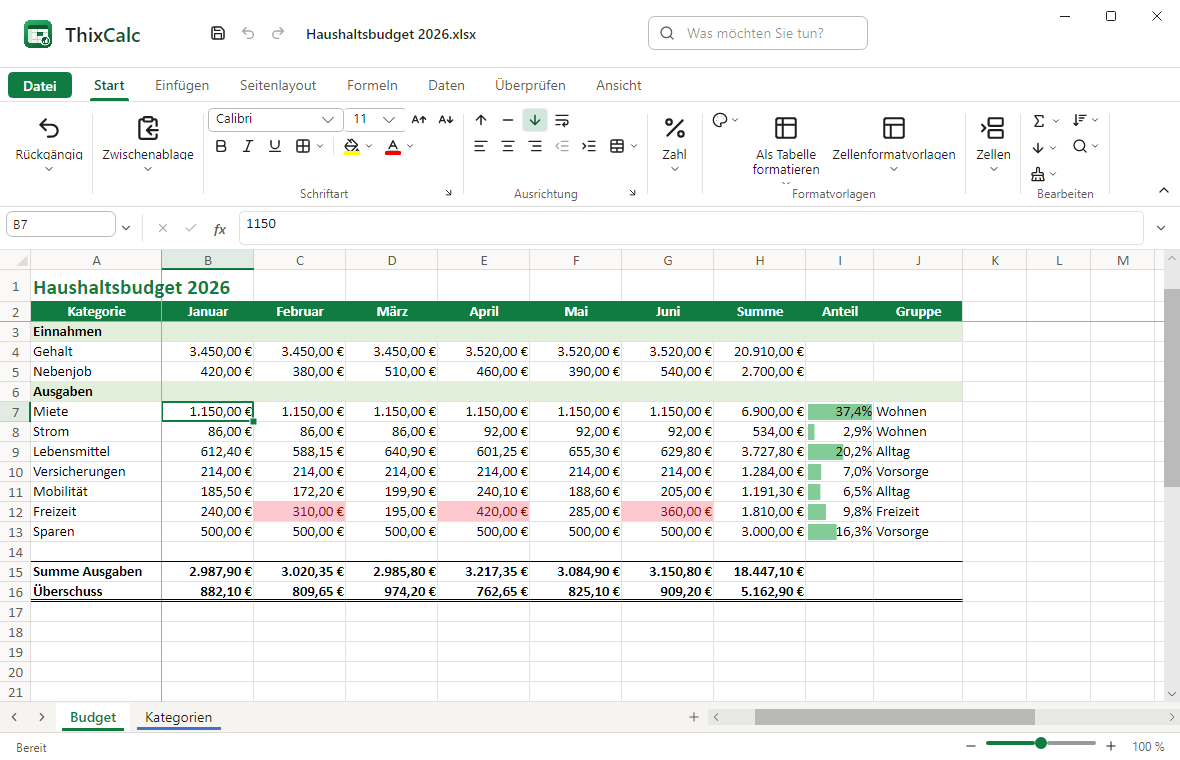 ThixCalc
Haushaltsbudget 2026.xlsx
Was möchten Sie tun?
Datei Start Einfügen Seitenlayout Formeln Daten Überprüfen Ansicht
Rückgängig Zwischenablage
Calibri 11
B I U A
Schriftart
Ausrichtung
Zahl
Als Tabelle formatieren
Zellenformatvorlagen
Formatvorlagen
Zellen
Bearbeiten
B7 fx 1150
A B C D E F G H I J K L M
1 Haushaltsbudget 2026
2 Kategorie Januar Februar März April Mai Juni Summe Anteil Gruppe
3 Einnahmen
4 Gehalt 3.450,00 € 3.450,00 € 3.450,00 € 3.520,00 € 3.520,00 € 3.520,00 € 20.910,00 €
5 Nebenjob 420,00 € 380,00 € 510,00 € 460,00 € 390,00 € 540,00 € 2.700,00 €
6 Ausgaben
7 Miete 1.150,00 € 1.150,00 € 1.150,00 € 1.150,00 € 1.150,00 € 1.150,00 € 6.900,00 € 37,4% Wohnen
8 Strom 86,00 € 86,00 € 86,00 € 92,00 € 92,00 € 92,00 € 534,00 € 2,9% Wohnen
9 Lebensmittel 612,40 € 588,15 € 640,90 € 601,25 € 655,30 € 629,80 € 3.727,80 € 20,2% Alltag
10 Versicherungen 214,00 € 214,00 € 214,00 € 214,00 € 214,00 € 214,00 € 1.284,00 € 7,0% Vorsorge
11 Mobilität 185,50 € 172,20 € 199,90 € 240,10 € 188,60 € 205,00 € 1.191,30 € 6,5% Alltag
12 Freizeit 240,00 € 310,00 € 195,00 € 420,00 € 285,00 € 360,00 € 1.810,00 € 9,8% Freizeit
13 Sparen 500,00 € 500,00 € 500,00 € 500,00 € 500,00 € 500,00 € 3.000,00 € 16,3% Vorsorge
14
15 Summe Ausgaben 2.987,90 € 3.020,35 € 2.985,80 € 3.217,35 € 3.084,90 € 3.150,80 € 18.447,10 €
16 Überschuss 882,10 € 809,65 € 974,20 € 762,65 € 825,10 € 909,20 € 5.162,90 €
17
18
19
20
21
Budget Kategorien
Bereit 100 %